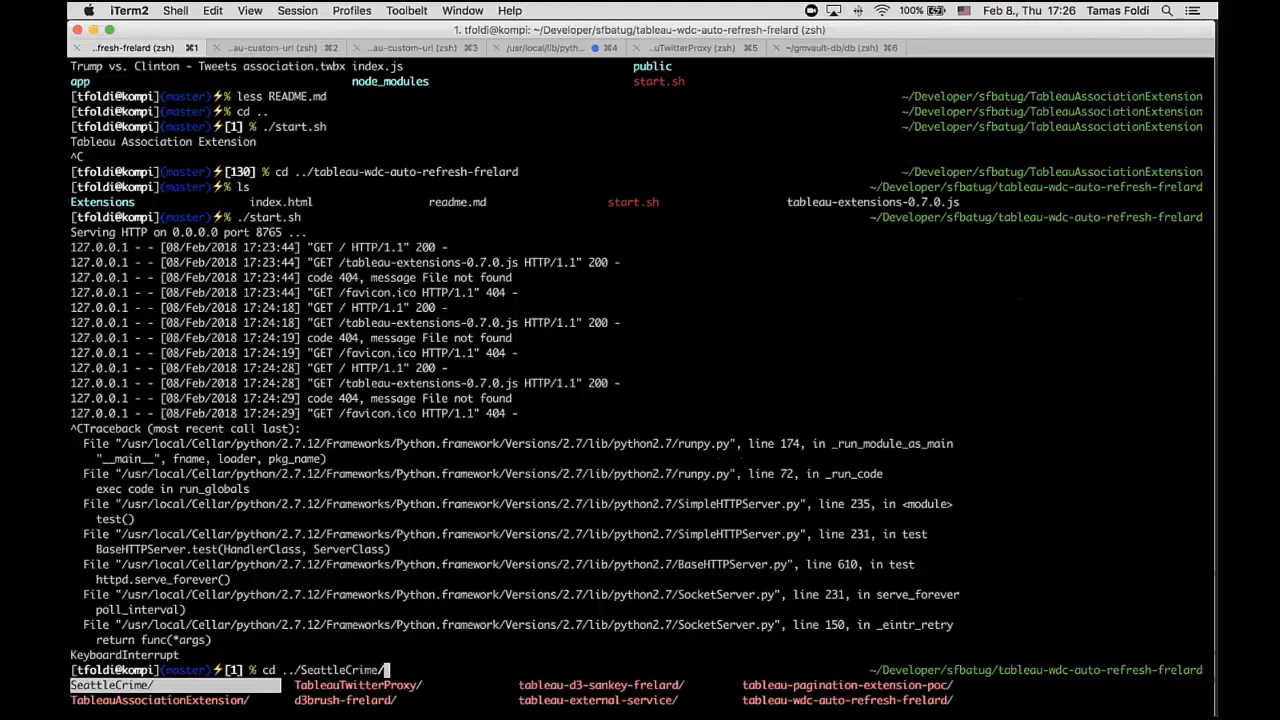 iTerm2 Shell Edit View Session Profiles Toolbelt Window Help 100% Feb 8., Thu 17:26 Tamas Foldi
1. tfoldi@kompi: ~/Developer/sfbatug/tableau-wdc-auto-refresh-frelard (zsh)
× ..fresh-frelard (zsh) ⌘1 × ...au-custom-url (zsh) ⌘2 × ...au-custom-url (zsh) ⌘3 × /usr/local/lib/pyth... ⌘4 × ...uTwitterProxy (zsh) ⌘5 × ~/gmvault-db/db (zsh) ⌘6
Trump vs. Clinton - Tweets association.twbx index.js public
app node_modules start.sh
[tfoldi@kompi](master)⚡% less README.md ~/Developer/sfbatug/TableauAssociationExtension
[tfoldi@kompi](master)⚡% cd .. ~/Developer/sfbatug/TableauAssociationExtension
[tfoldi@kompi](master)⚡[1] % ./start.sh ~/Developer/sfbatug/TableauAssociationExtension
Tableau Association Extension
^C
[tfoldi@kompi](master)⚡[130] % cd ../tableau-wdc-auto-refresh-frelard ~/Developer/sfbatug/TableauAssociationExtension
[tfoldi@kompi](master)⚡% ls ~/Developer/sfbatug/tableau-wdc-auto-refresh-frelard
Extensions index.html readme.md start.sh tableau-extensions-0.7.0.js
[tfoldi@kompi](master)⚡% ./start.sh ~/Developer/sfbatug/tableau-wdc-auto-refresh-frelard
Serving HTTP on 0.0.0.0 port 8765 ...
127.0.0.1 - - [08/Feb/2018 17:23:44] "GET / HTTP/1.1" 200 -
127.0.0.1 - - [08/Feb/2018 17:23:44] "GET /tableau-extensions-0.7.0.js HTTP/1.1" 200 -
127.0.0.1 - - [08/Feb/2018 17:23:44] code 404, message File not found
127.0.0.1 - - [08/Feb/2018 17:23:44] "GET /favicon.ico HTTP/1.1" 404 -
127.0.0.1 - - [08/Feb/2018 17:24:18] "GET / HTTP/1.1" 200 -
127.0.0.1 - - [08/Feb/2018 17:24:18] "GET /tableau-extensions-0.7.0.js HTTP/1.1" 200 -
127.0.0.1 - - [08/Feb/2018 17:24:19] code 404, message File not found
127.0.0.1 - - [08/Feb/2018 17:24:19] "GET /favicon.ico HTTP/1.1" 404 -
127.0.0.1 - - [08/Feb/2018 17:24:28] "GET / HTTP/1.1" 200 -
127.0.0.1 - - [08/Feb/2018 17:24:28] "GET /tableau-extensions-0.7.0.js HTTP/1.1" 200 -
127.0.0.1 - - [08/Feb/2018 17:24:29] code 404, message File not found
127.0.0.1 - - [08/Feb/2018 17:24:29] "GET /favicon.ico HTTP/1.1" 404 -
^CTraceback (most recent call last):
File "/usr/local/Cellar/python/2.7.12/Frameworks/Python.framework/Versions/2.7/lib/python2.7/runpy.py", line 174, in _run_module_as_main
"__main__", fname, loader, pkg_name)
File "/usr/local/Cellar/python/2.7.12/Frameworks/Python.framework/Versions/2.7/lib/python2.7/runpy.py", line 72, in _run_code
exec code in run_globals
File "/usr/local/Cellar/python/2.7.12/Frameworks/Python.framework/Versions/2.7/lib/python2.7/SimpleHTTPServer.py", line 235, in <module>
test()
File "/usr/local/Cellar/python/2.7.12/Frameworks/Python.framework/Versions/2.7/lib/python2.7/SimpleHTTPServer.py", line 231, in test
BaseHTTPServer.test(HandlerClass, ServerClass)
File "/usr/local/Cellar/python/2.7.12/Frameworks/Python.framework/Versions/2.7/lib/python2.7/BaseHTTPServer.py", line 610, in test
httpd.serve_forever()
File "/usr/local/Cellar/python/2.7.12/Frameworks/Python.framework/Versions/2.7/lib/python2.7/SocketServer.py", line 231, in serve_forever
poll_interval)
File "/usr/local/Cellar/python/2.7.12/Frameworks/Python.framework/Versions/2.7/lib/python2.7/SocketServer.py", line 150, in _eintr_retry
return func(*args)
KeyboardInterrupt
[tfoldi@kompi](master)⚡[1] % cd ../SeattleCrime/ ~/Developer/sfbatug/tableau-wdc-auto-refresh-frelard
SeattleCrime/ TableauTwitterProxy/ tableau-d3-sankey-frelard/ tableau-pagination-extension-poc/
TableauAssociationExtension/ d3brush-frelard/ tableau-external-service/ tableau-wdc-auto-refresh-frelard/